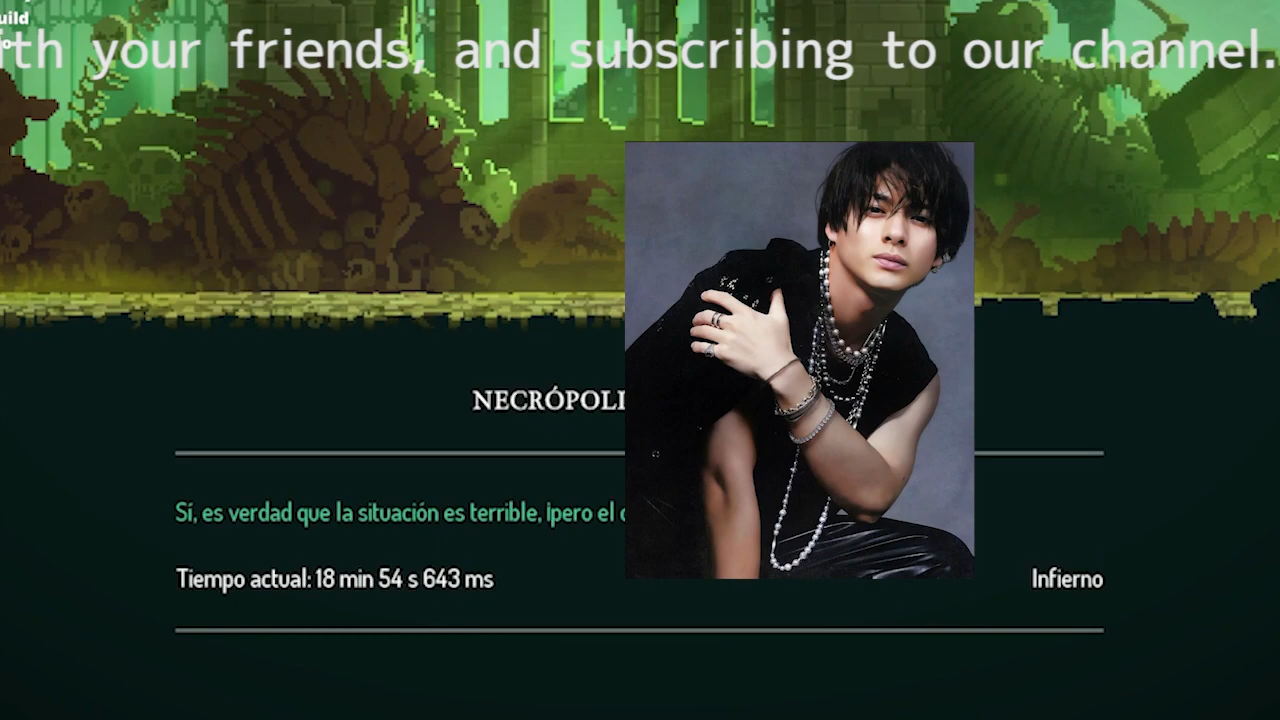 uild
ith your friends, and subscribing to our channel.
NECRÓPOLI
Sí, es verdad que la situación es terrible, ¡pero el
Tiempo actual: 18 min 54 s 643 ms
Infierno